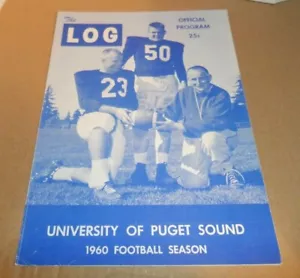 The
LOG
OFFICIAL
PROGRAM
25¢
50
23
UNIVERSITY OF PUGET SOUND
1960 FOOTBALL SEASON